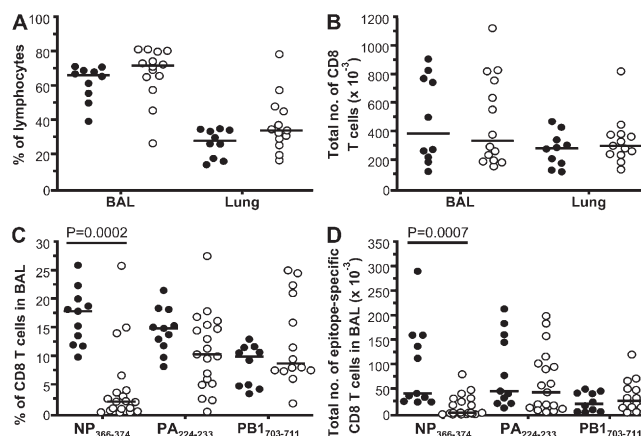 A
% of lymphocytes
100
80
60
40
20
0
BAL
Lung
B
Total no. of CD8
T cells (x 10-3)
1200
1000
800
600
400
200
0
BAL
Lung
C
% of CD8 T cells in BAL
P=0.0002
30
25
20
15
10
5
0
NP366-374
PA224-233
PB1703-711
D
Total no. of epitope-specific
CD8 T cells in BAL (x 10-3)
P=0.0007
350
300
250
200
150
100
50
0
NP366-374
PA224-233
PB1703-711